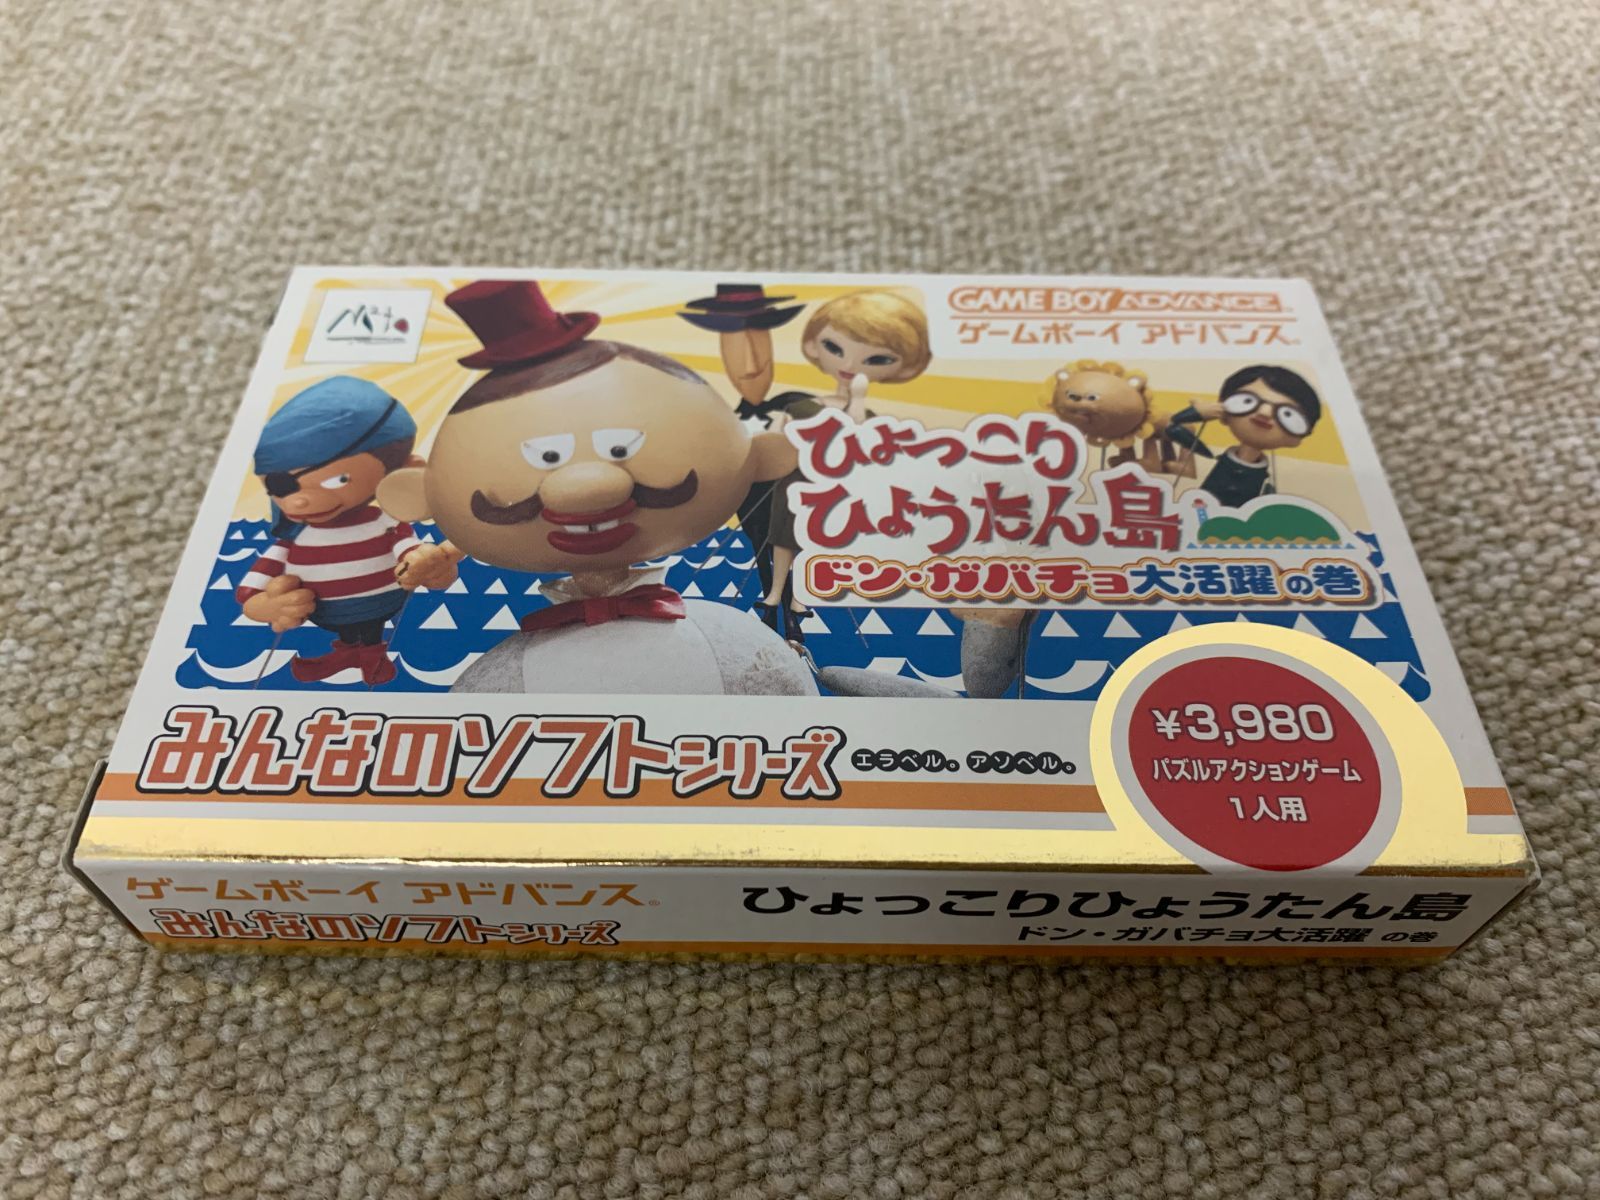 GAME BOY ADVANCE
ゲームボーイ アドバンス
ひょっこり
ひょうたん島
ドン・ガバチョ大活躍の巻
みんなのソフトシリーズ エラベル。アソベル。
¥3,980
パズルアクションゲーム
1人用
ゲームボーイ アドバンス®
みんなのソフトシリーズ
ひょっこりひょうたん島
ドン・ガバチョ大活躍 の巻